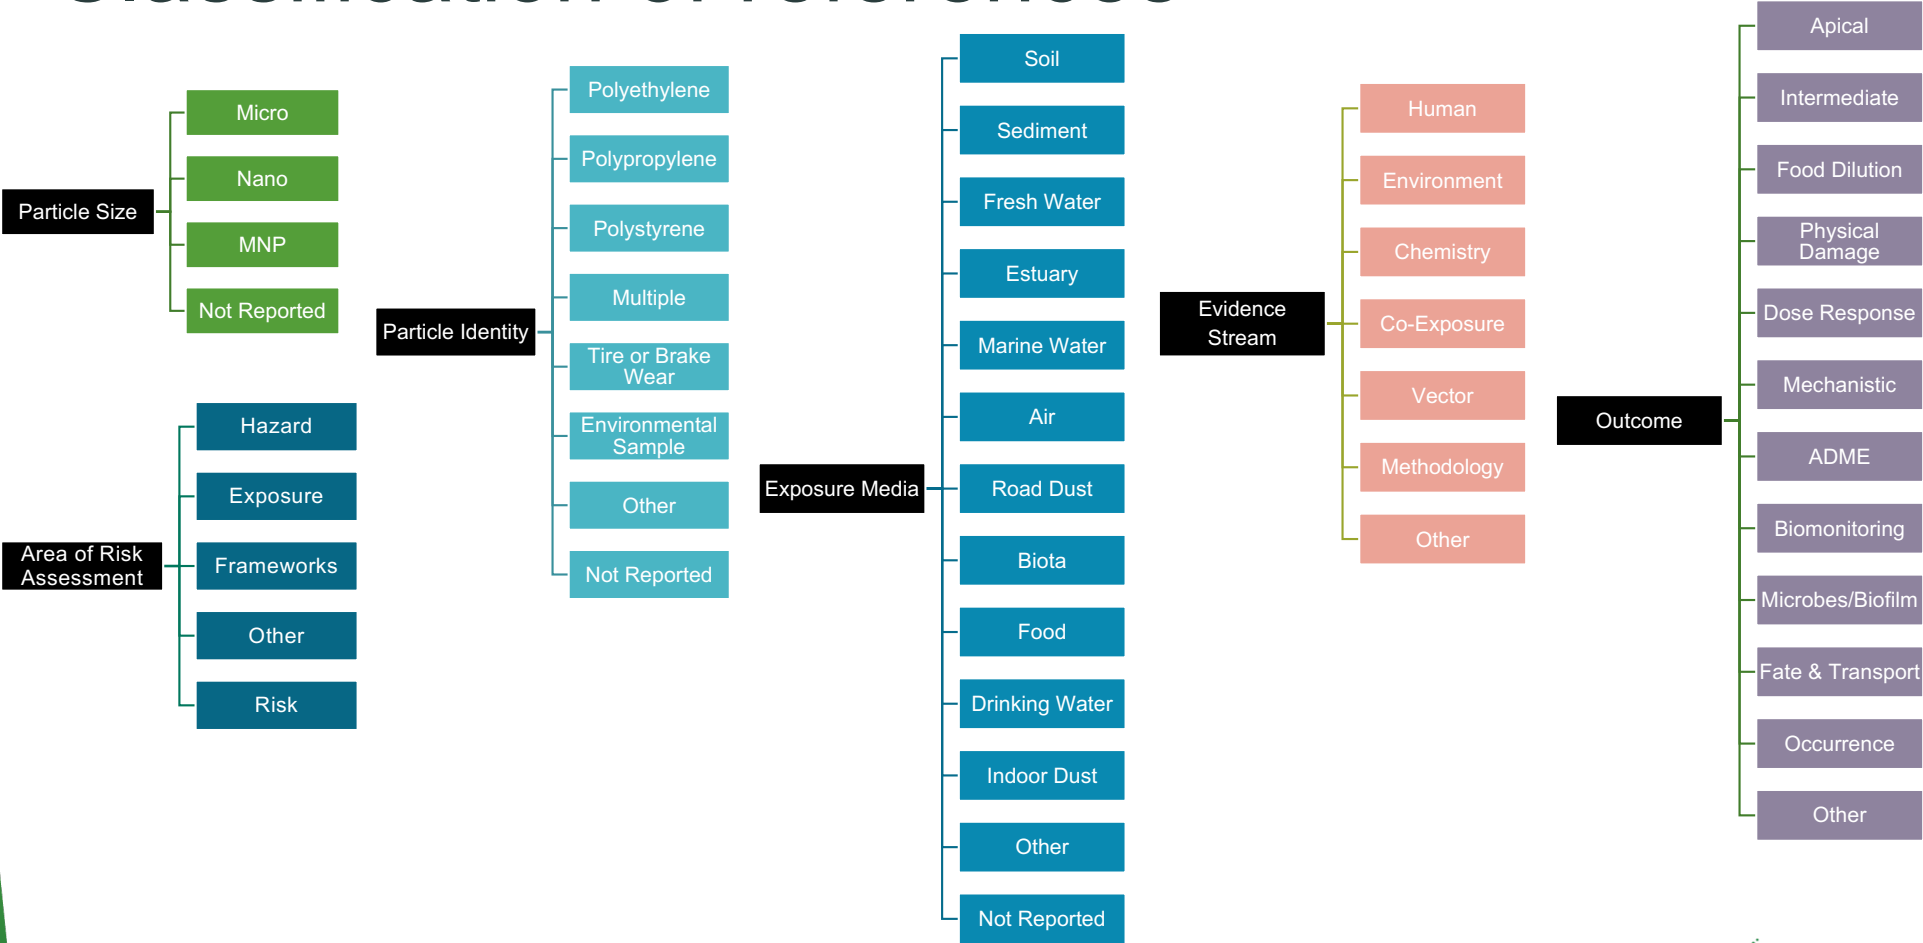 Classification of references
Particle Size
Micro
Nano
MNP
Not Reported
Area of Risk
Assessment
Hazard
Exposure
Frameworks
Other
Risk
Particle Identity
Polyethylene
Polypropylene
Polystyrene
Multiple
Tire or Brake
Wear
Environmental
Sample
Other
Not Reported
Exposure Media
Soil
Sediment
Fresh Water
Estuary
Marine Water
Air
Road Dust
Biota
Food
Drinking Water
Indoor Dust
Other
Not Reported
Evidence
Stream
Human
Environment
Chemistry
Co-Exposure
Vector
Methodology
Other
Outcome
Apical
Intermediate
Food Dilution
Physical
Damage
Dose Response
Mechanistic
ADME
Biomonitoring
Microbes/Biofilm
Fate & Transport
Occurrence
Other